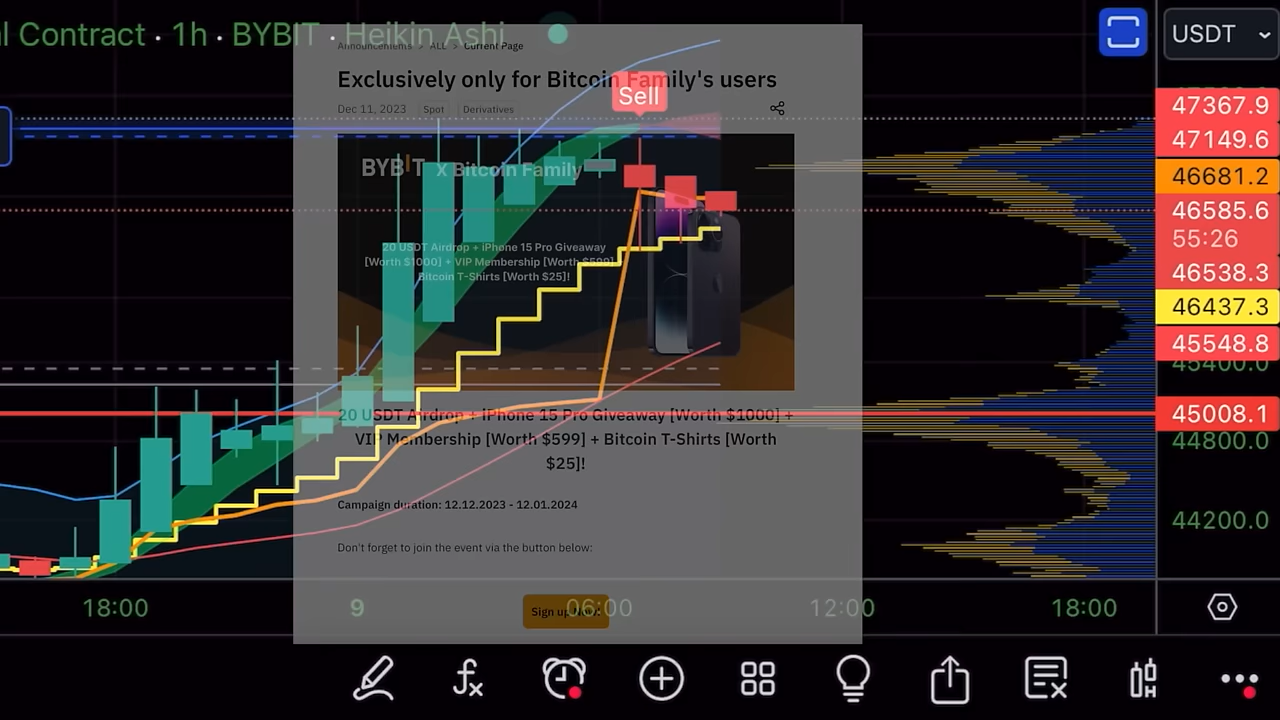 l Contract · 1h · BYBIT · Heikin Ashi
USDT
Announcements > ALL > Current Page
Exclusively only for Bitcoin Family's users
Sell
Dec 11, 2023 Spot Derivatives
BYBIT X Bitcoin Family
20 USDT Airdrop + iPhone 15 Pro Giveaway
[Worth $1000] + VIP Membership [Worth $599] +
Bitcoin T-Shirts [Worth $25]!
20 USDT Airdrop + iPhone 15 Pro Giveaway [Worth $1000] +
VIP Membership [Worth $599] + Bitcoin T-Shirts [Worth
$25]!
Campaign duration: 12.12.2023 - 12.01.2024
Don't forget to join the event via the button below:
Sign up Now!
47367.9
47149.6
46681.2
46585.6
55:26
46538.3
46437.3
45548.8
45400.0
45008.1
44800.0
44200.0
18:00 9 06:00 12:00 18:00